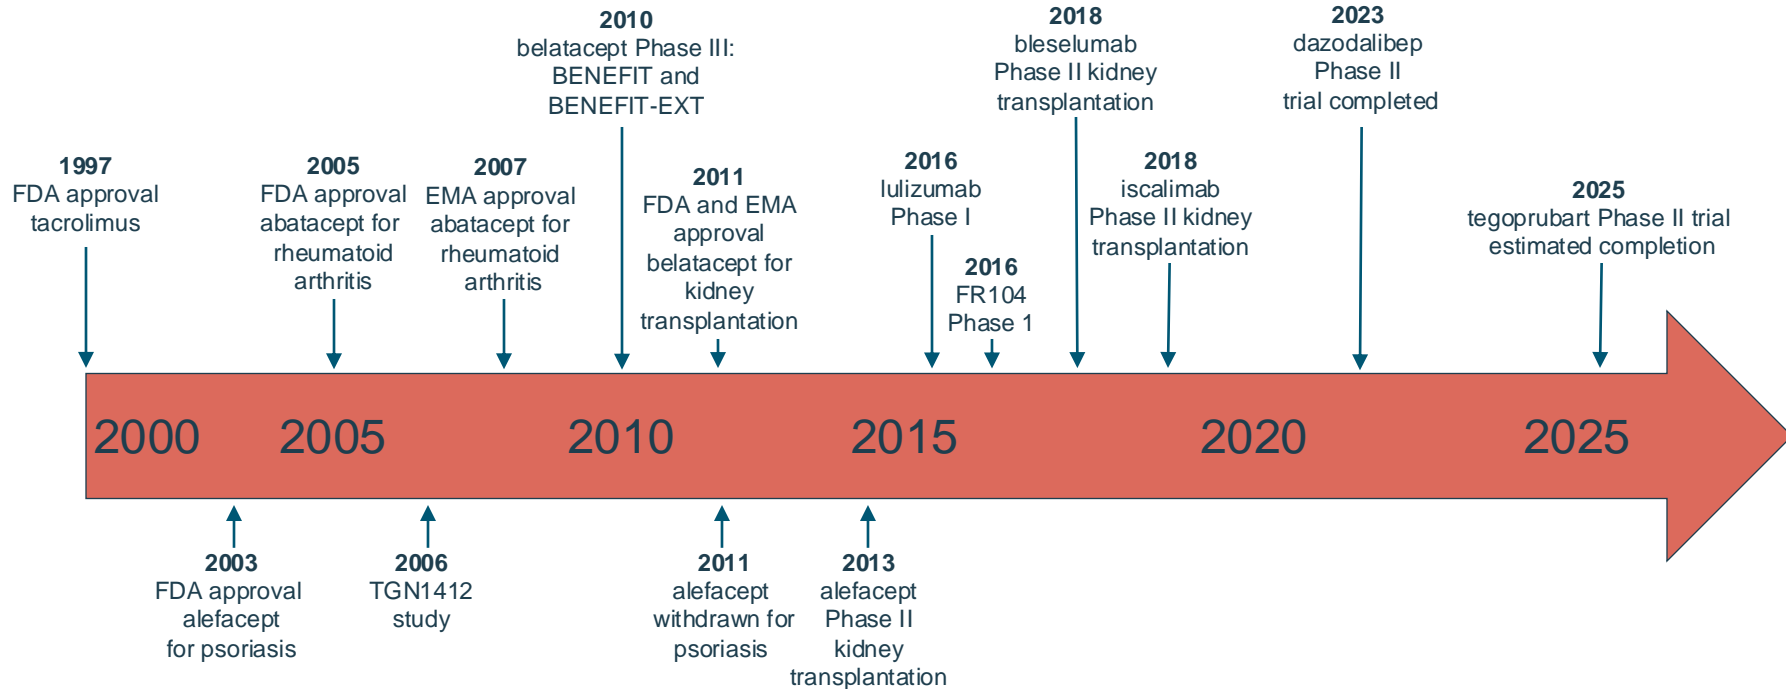 1997
FDA approval
tacrolimus
2005
FDA approval
abatacept for
rheumatoid
arthritis
2007
EMA approval
abatacept for
rheumatoid
arthritis
2010
belatacept Phase III:
BENEFIT and
BENEFIT-EXT
2011
FDA and EMA
approval
belatacept for
kidney
transplantation
2016
lulizumab
Phase I
2016
FR104
Phase 1
2018
bleselumab
Phase II kidney
transplantation
2018
iscalimab
Phase II kidney
transplantation
2023
dazodalibep
Phase II
trial completed
2025
tegoprubart Phase II trial
estimated completion
2000 2005 2010 2015 2020 2025
2003
FDA approval
alefacept
for psoriasis
2006
TGN1412
study
2011
alefacept
withdrawn for
psoriasis
2013
alefacept
Phase II
kidney
transplantation